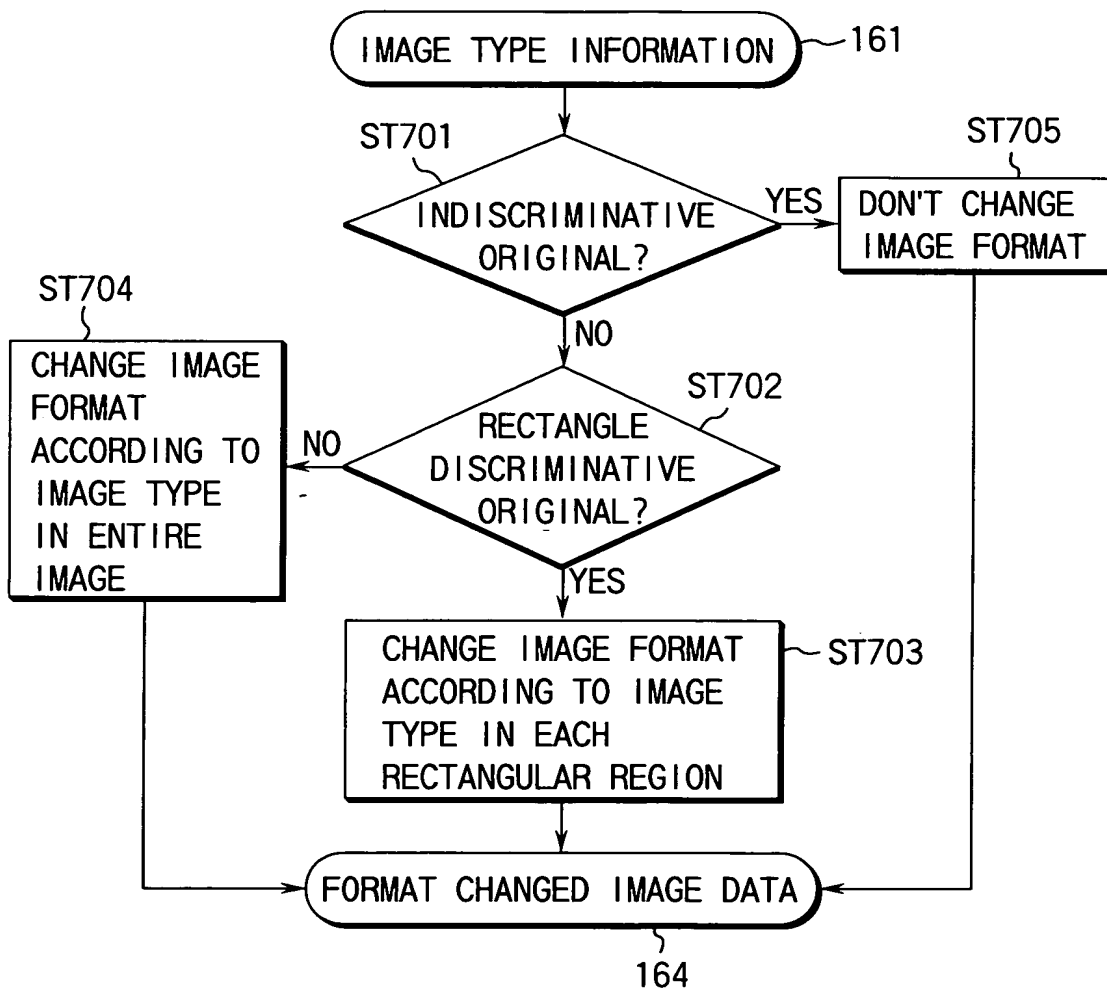 IMAGE TYPE INFORMATION
161
ST701
INDISCRIMINATIVE
ORIGINAL?
YES
ST705
DON'T CHANGE
IMAGE FORMAT
NO
ST702
RECTANGLE
DISCRIMINATIVE
ORIGINAL?
NO
ST704
CHANGE IMAGE
FORMAT
ACCORDING TO
IMAGE TYPE
IN ENTIRE
IMAGE
YES
CHANGE IMAGE FORMAT
ACCORDING TO IMAGE
TYPE IN EACH
RECTANGULAR REGION
ST703
FORMAT CHANGED IMAGE DATA
164